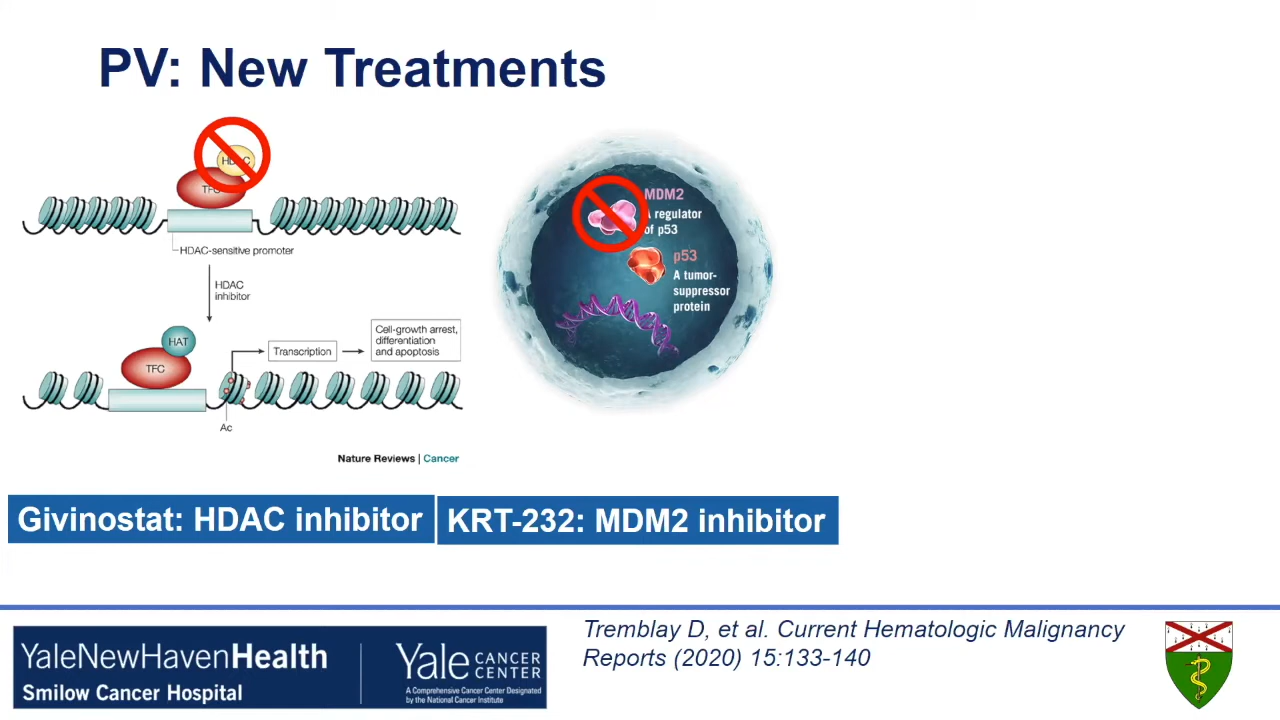 PV: New Treatments
HDAC
TFC
HDAC-sensitive promoter
HDAC
inhibitor
HAT
TFC
Transcription
Cell-growth arrest,
differentiation
and apoptosis
Ac
Nature Reviews | Cancer
MDM2
A regulator
of p53
p53
A tumor-
suppressor
protein
Givinostat: HDAC inhibitor
KRT-232: MDM2 inhibitor
YaleNewHavenHealth
Smilow Cancer Hospital
Yale CANCER
CENTER
A Comprehensive Cancer Center Designated
by the National Cancer Institute
Tremblay D, et al. Current Hematologic Malignancy
Reports (2020) 15:133-140